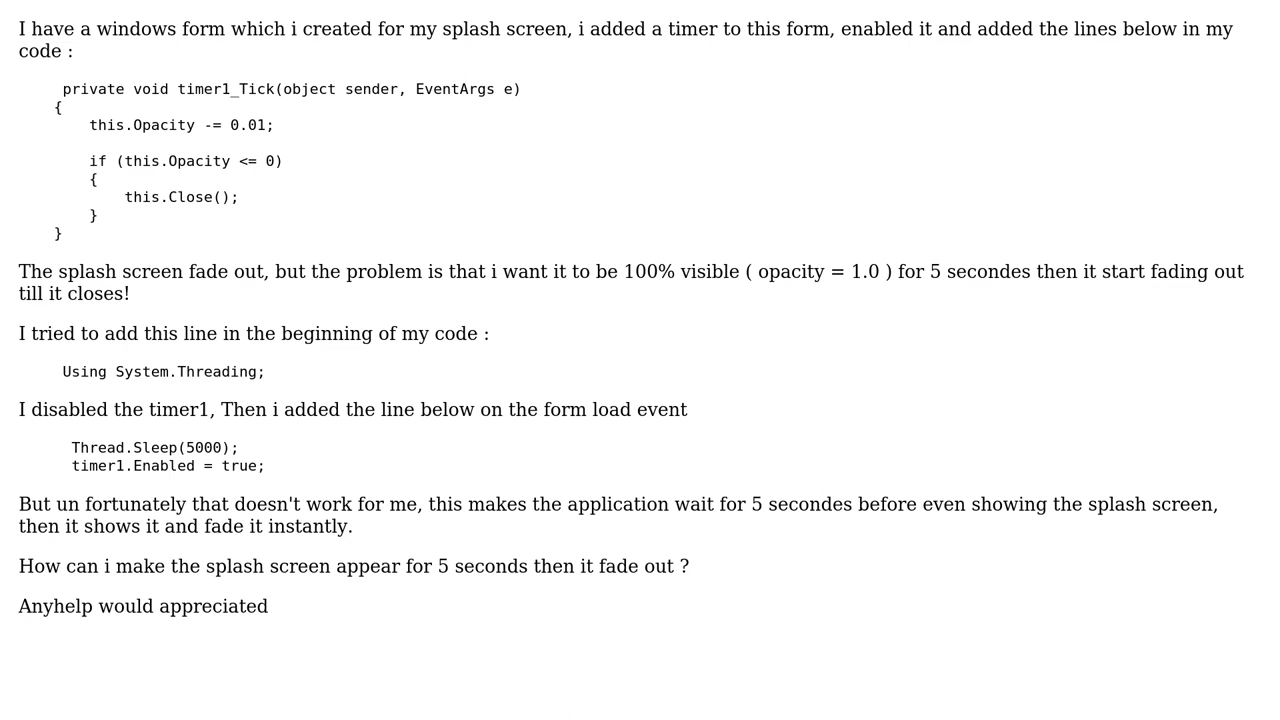 I have a windows form which i created for my splash screen, i added a timer to this form, enabled it and added the lines below in my
code :
private void timer1_Tick(object sender, EventArgs e)
{
this.Opacity -= 0.01;
if (this.Opacity <= 0)
{
this.Close();
}
}
The splash screen fade out, but the problem is that i want it to be 100% visible ( opacity = 1.0 ) for 5 secondes then it start fading out
till it closes!
I tried to add this line in the beginning of my code :
Using System.Threading;
I disabled the timer1, Then i added the line below on the form load event
Thread.Sleep(5000);
timer1.Enabled = true;
But un fortunately that doesn't work for me, this makes the application wait for 5 secondes before even showing the splash screen,
then it shows it and fade it instantly.
How can i make the splash screen appear for 5 seconds then it fade out ?
Anyhelp would appreciated